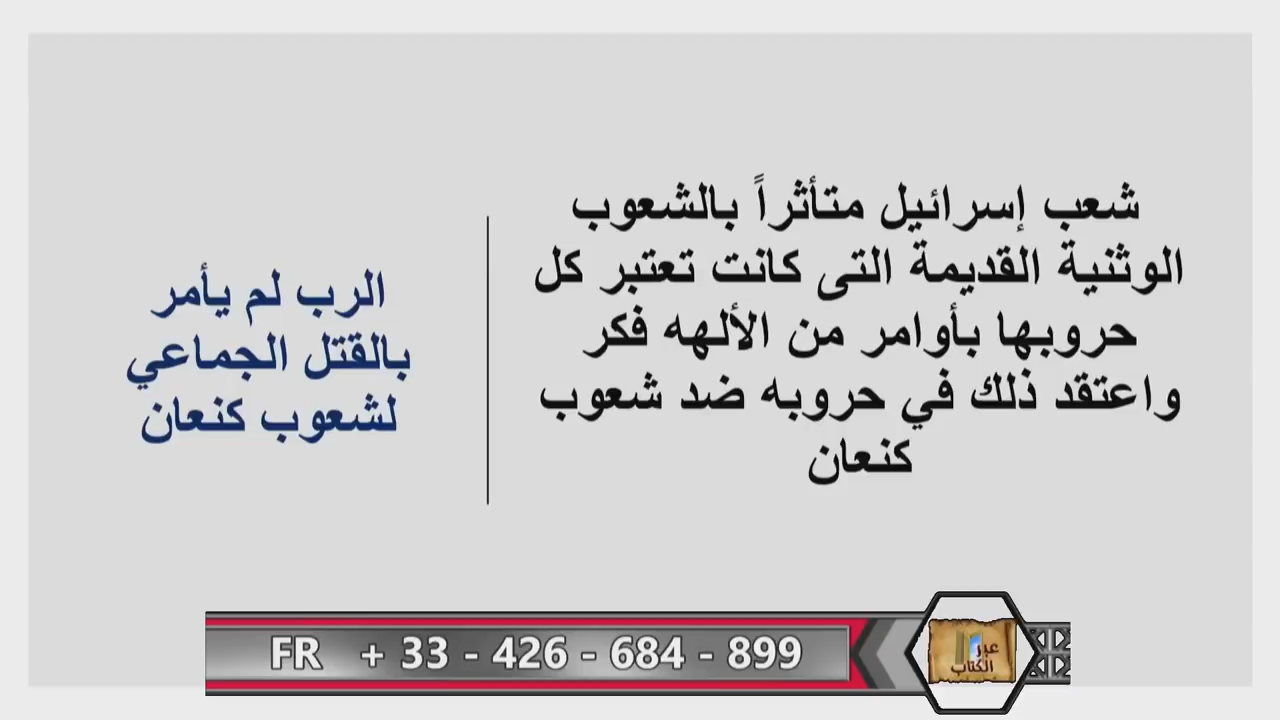 شعب إسرائيل متأثراً بالشعوب
الوثنية القديمة التى كانت تعتبر كل
حروبها بأوامر من الألهه فكر
واعتقد ذلك في حروبه ضد شعوب
كنعان
الرب لم يأمر
بالقتل الجماعي
لشعوب كنعان
FR + 33 - 426 - 684 - 899
عبر
الكتاب